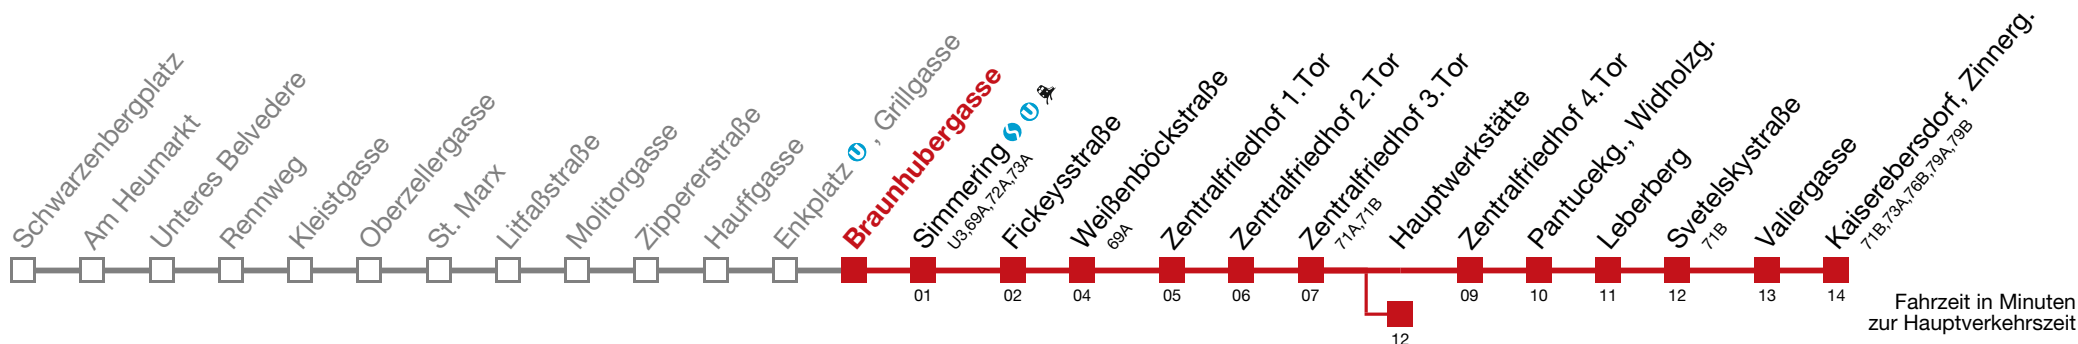 Schwarzenbergplatz
Am Heumarkt
Unteres Belvedere
Rennweg
Kleistgasse
Oberzellergasse
St. Marx
Litfaßstraße
Molitorgasse
Zippererstraße
Hauffgasse
Enkplatz U, Grillgasse
Braunhubergasse
Simmering S U
U3,69A,72A,73A
01
Fickeysstraße
02
Weißenböckstraße
69A
04
Zentralfriedhof 1.Tor
05
Zentralfriedhof 2.Tor
06
Zentralfriedhof 3.Tor
71A,71B
07
Hauptwerkstätte
12
Zentralfriedhof 4.Tor
09
Pantucekg., Widholzg.
10
Leberberg
11
Svetelskystraße
71B
12
Valiergasse
13
Kaiserebersdorf, Zinnerg.
71B,73A,76B,79A,79B
14
Fahrzeit in Minuten
zur Hauptverkehrszeit